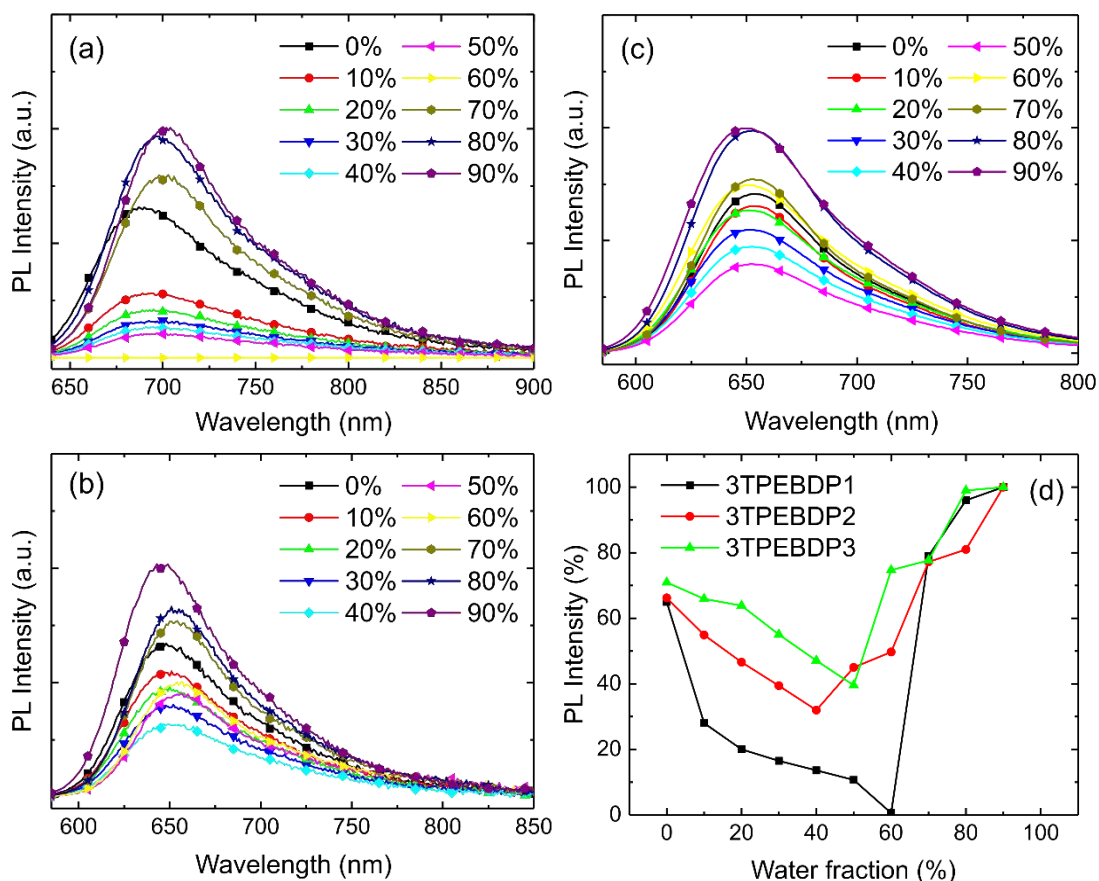 (a)
0% 50%
10% 60%
20% 70%
30% 80%
40% 90%
PL Intensity (a.u.)
650 700 750 800 850 900
Wavelength (nm)
(c)
0% 50%
10% 60%
20% 70%
30% 80%
40% 90%
PL Intensity (a.u.)
600 650 700 750 800
Wavelength (nm)
(b)
0% 50%
10% 60%
20% 70%
30% 80%
40% 90%
PL Intensity (a.u.)
600 650 700 750 800 850
Wavelength (nm)
(d)
3TPEBDP1
3TPEBDP2
3TPEBDP3
PL Intensity (%)
100
80
60
40
20
0
0 20 40 60 80 100
Water fraction (%)